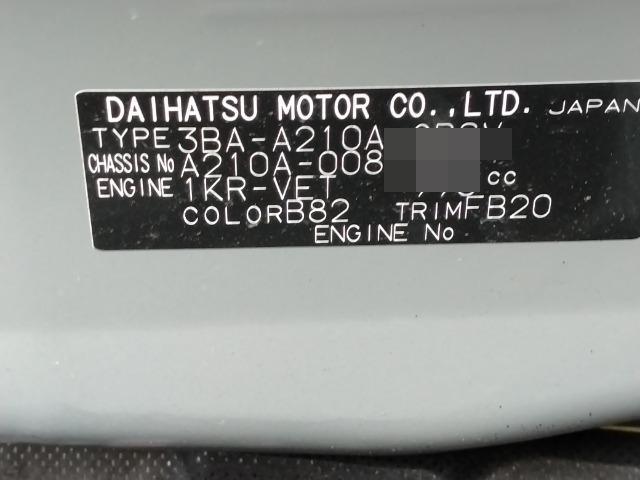 DAIHATSU MOTOR CO.,LTD. JAPAN
TYPE 3BA-A210A
CHASSIS No A210A-008
ENGINE 1KR-VET cc
COLOR B82 TRIM FB20
ENGINE No